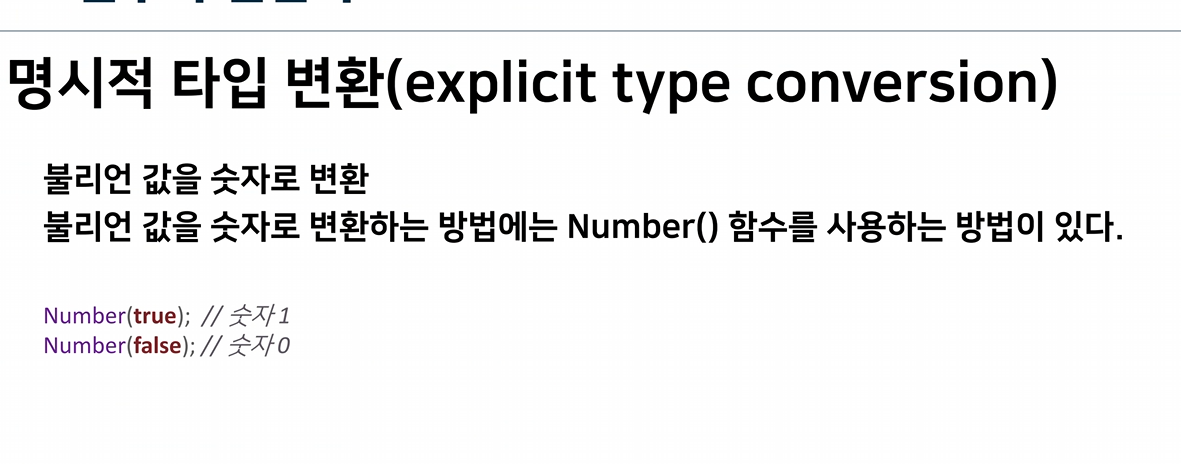 명시적 타입 변환(explicit type conversion)
불리언 값을 숫자로 변환
불리언 값을 숫자로 변환하는 방법에는 Number() 함수를 사용하는 방법이 있다.
Number(true); // 숫자 1
Number(false); // 숫자 0